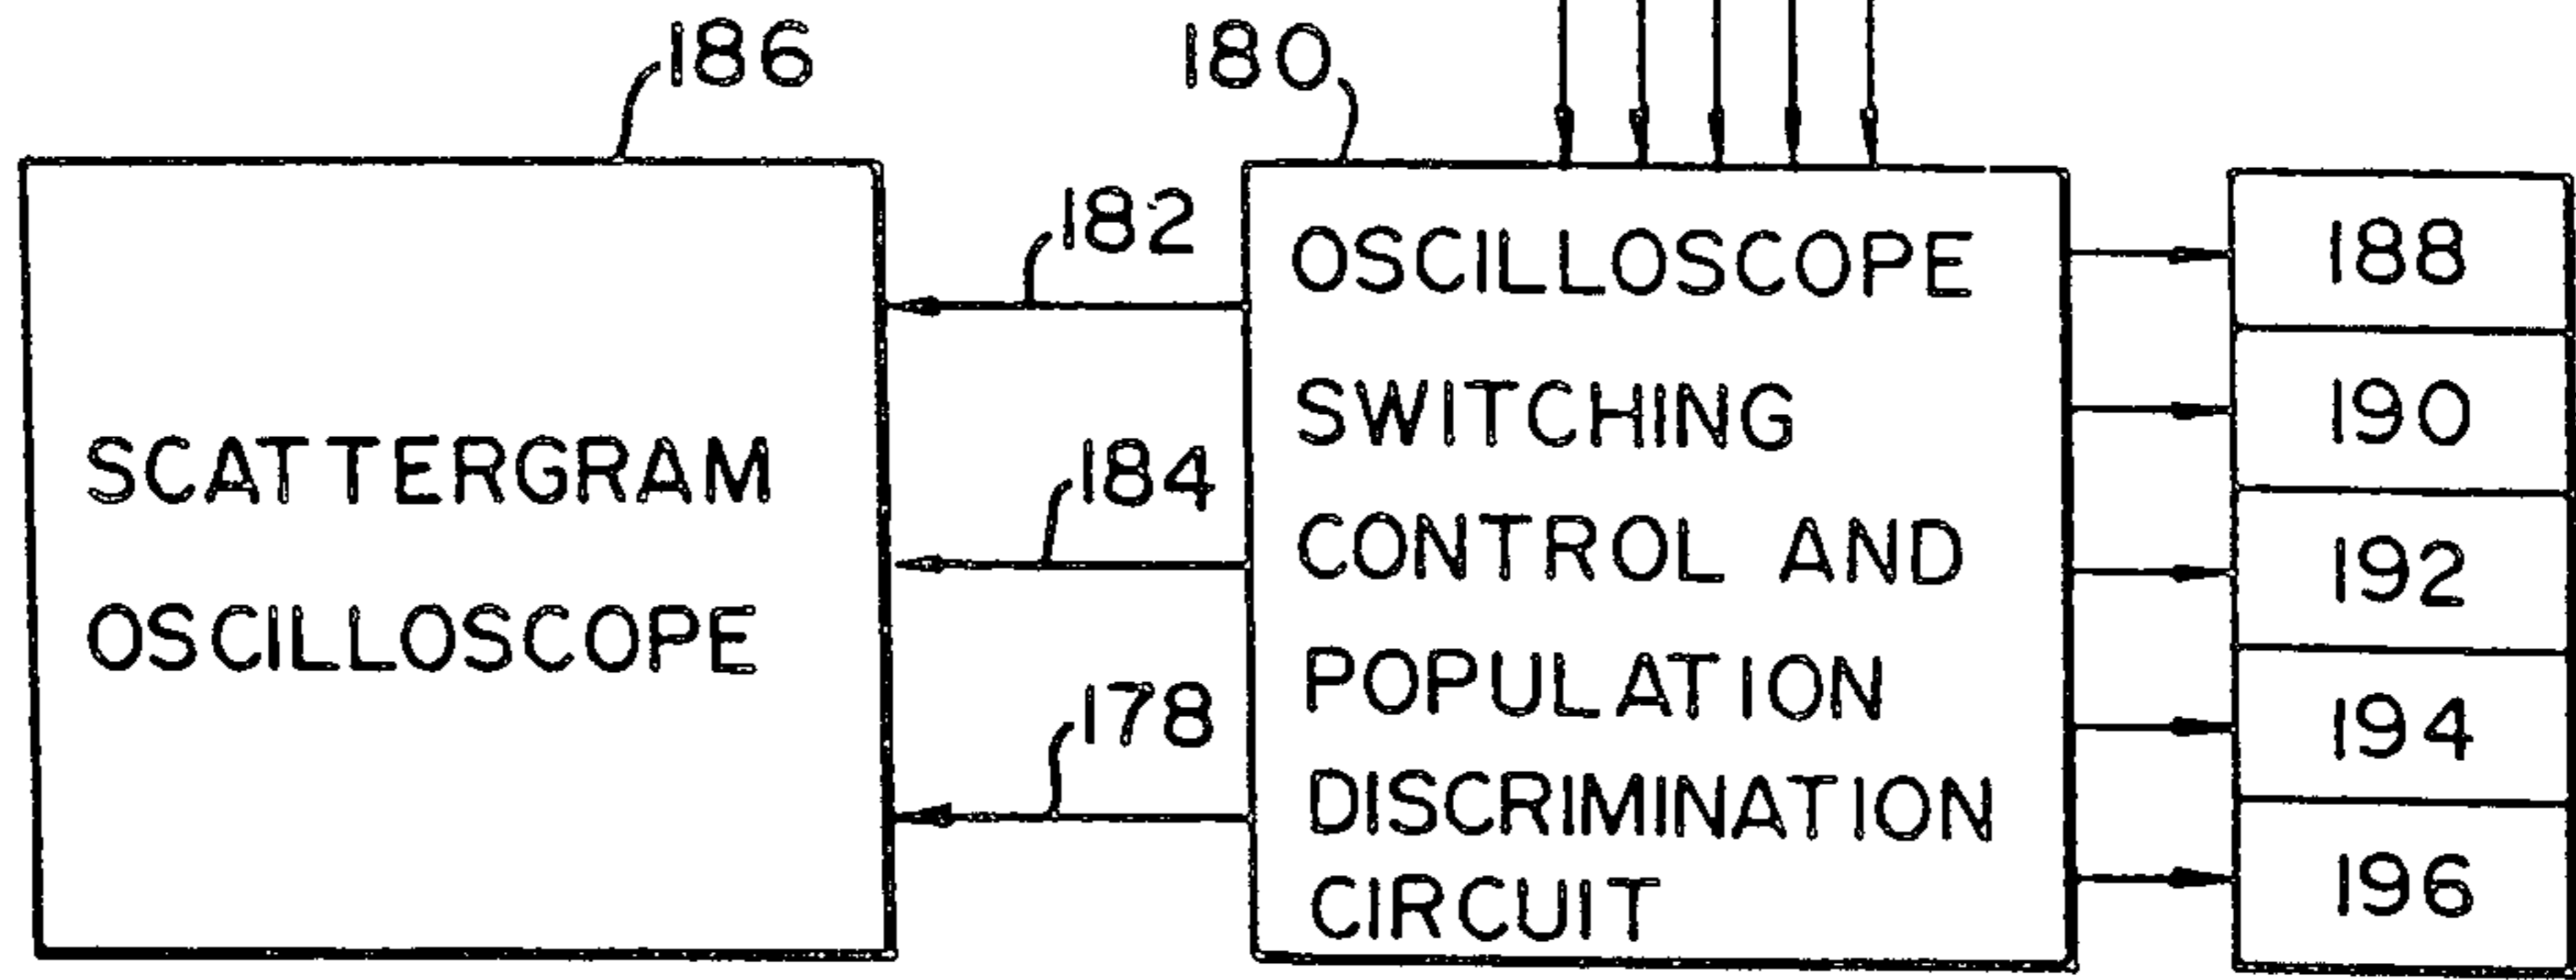 186
180
182
184
178
SCATTERGRAM
OSCILLOSCOPE
OSCILLOSCOPE
SWITCHING
CONTROL AND
POPULATION
DISCRIMINATION
CIRCUIT
188
190
192
194
196